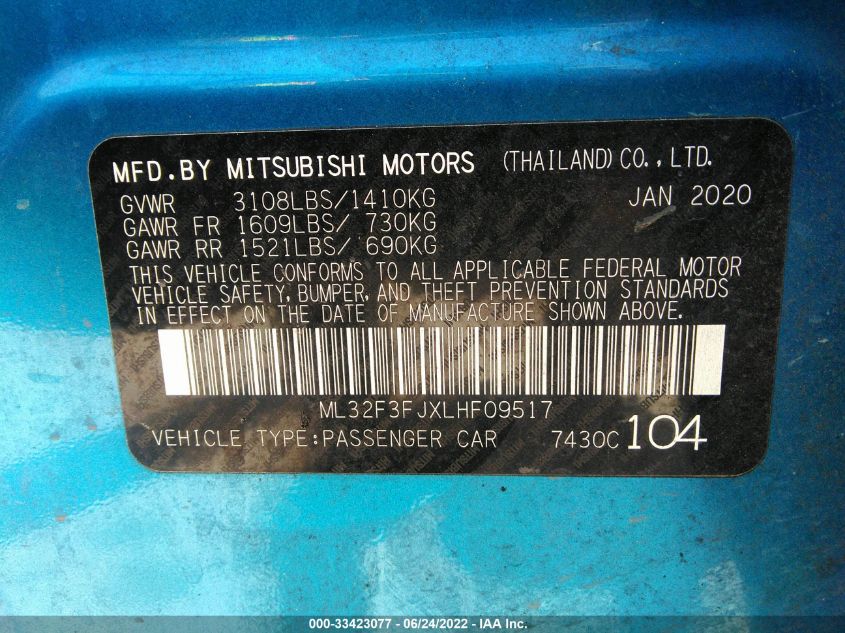 MFD.BY MITSUBISHI MOTORS (THAILAND) CO., LTD.
GVWR 3108LBS/1410KG JAN 2020
GAWR FR 1609LBS/ 730KG
GAWR RR 1521LBS/ 690KG
THIS VEHICLE CONFORMS TO ALL APPLICABLE FEDERAL MOTOR
VEHICLE SAFETY, BUMPER, AND THEFT PREVENTION STANDARDS
IN EFFECT ON THE DATE OF MANUFACTURE SHOWN ABOVE.
ML32F3FJXLHF09517
VEHICLE TYPE:PASSENGER CAR 7430C 104
000-33423077 - 06/24/2022 - IAA Inc.